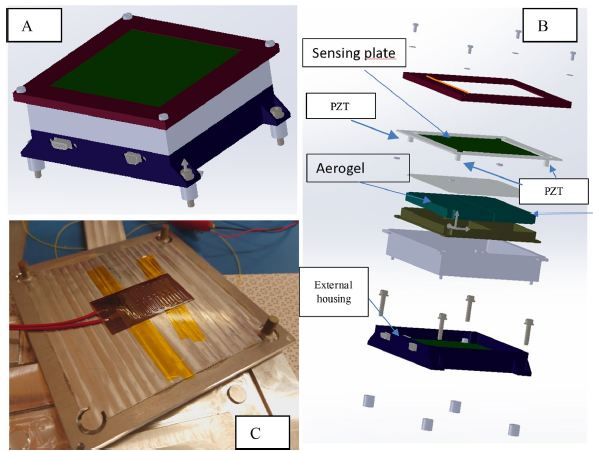 A
B
Sensing plate
PZT
Aerogel
PZT
External
housing
C